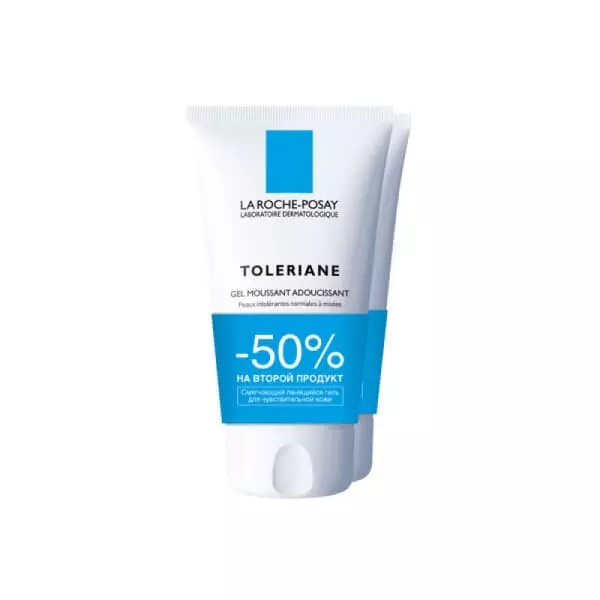 LA ROCHE-POSAY
LABORATOIRE DERMATOLOGIQUE
TOLERIANE
GEL MOUSSANT ADOUCISSANT
Peaux intolérantes normales à mixtes
-50%
НА ВТОРОЙ ПРОДУКТ
Смягчающий пенящийся гель
для чувствительной кожи